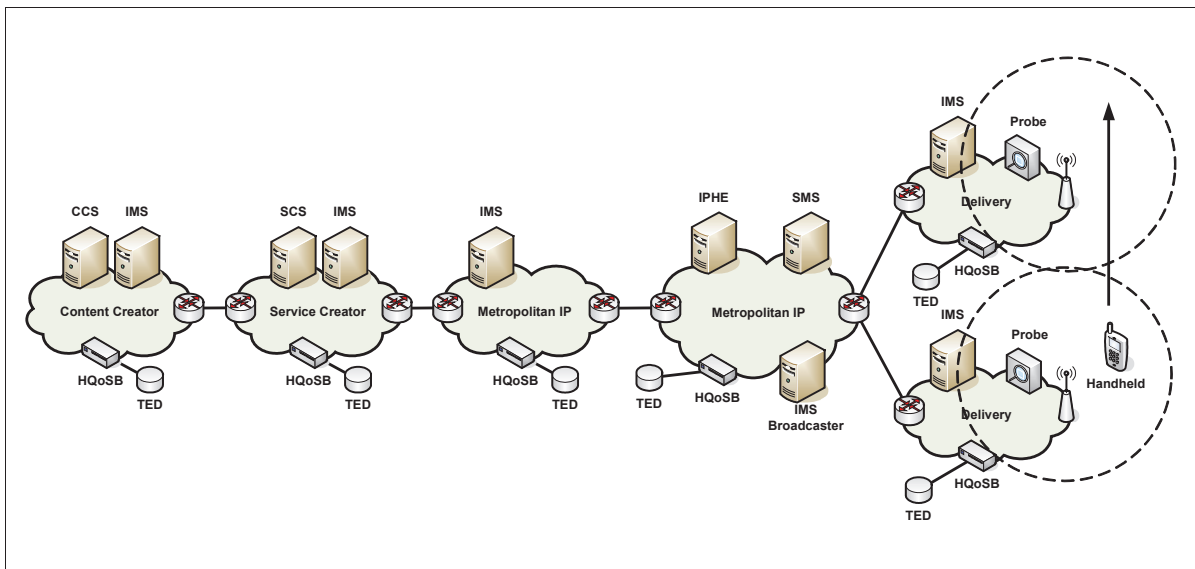 CCS
IMS
Content Creator
HQoSB
TED
SCS
IMS
Service Creator
HQoSB
TED
IMS
Metropolitan IP
HQoSB
TED
IPHE
SMS
Metropolitan IP
TED
HQoSB
IMS
Broadcaster
IMS
Probe
Delivery
HQoSB
TED
IMS
Probe
Delivery
HQoSB
TED
Handheld